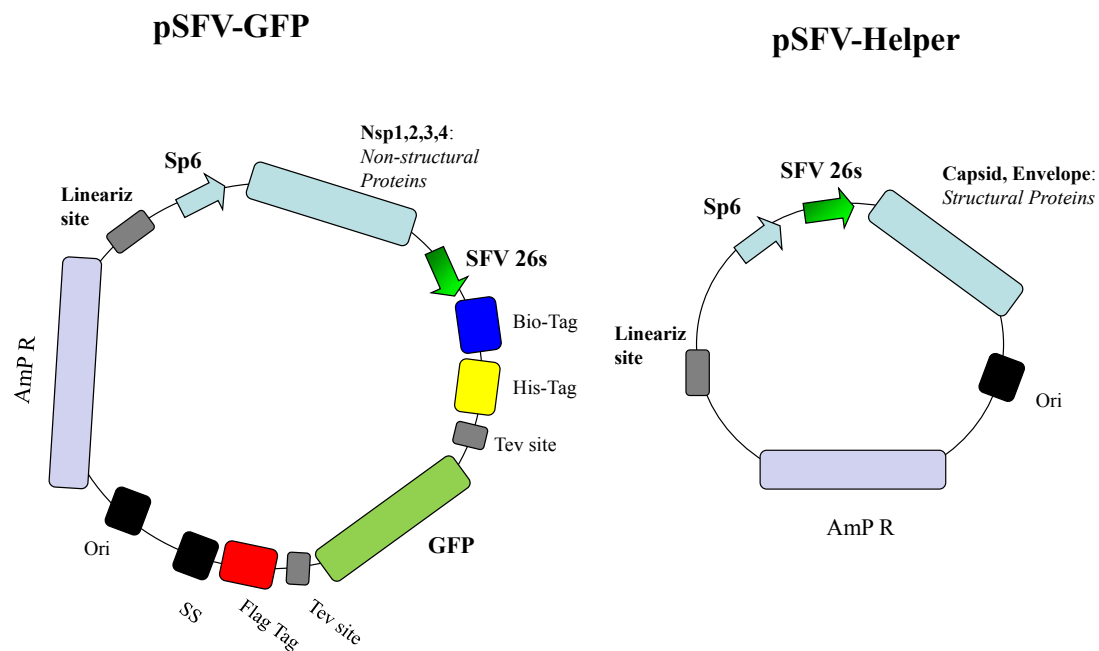 pSFV-GFP
pSFV-Helper
Nsp1,2,3,4:
Non-structural
Proteins
Sp6
Lineariz
site
SFV 26s
Bio-Tag
His-Tag
Tev site
GFP
Tev site
Flag Tag
SS
Ori
AmP R
SFV 26s
Capsid, Envelope:
Structural Proteins
Sp6
Lineariz
site
Ori
AmP R